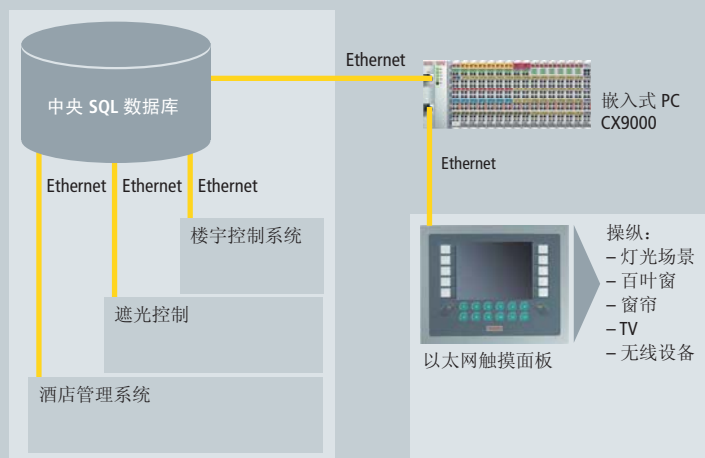 中央 SQL 数据库
Ethernet
嵌入式 PC
CX9000
Ethernet
Ethernet
Ethernet
Ethernet
楼宇控制系统
遮光控制
酒店管理系统
以太网触摸面板
操纵：
– 灯光场景
– 百叶窗
– 窗帘
– TV
– 无线设备